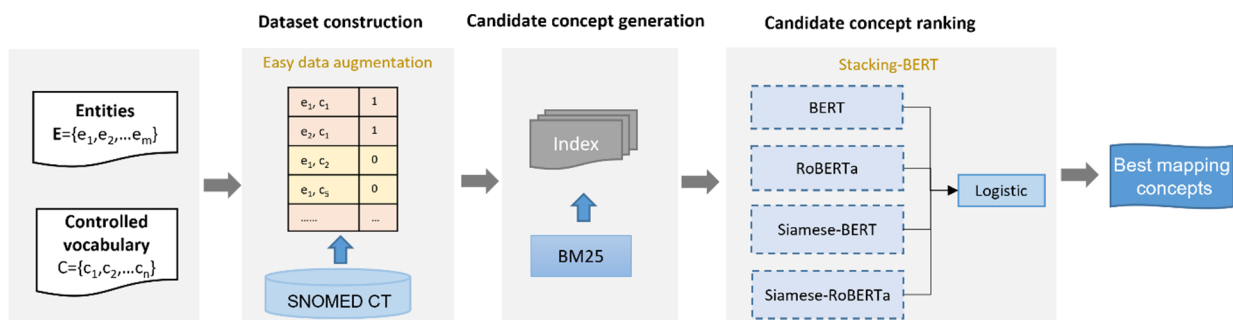 Dataset construction
Candidate concept generation
Candidate concept ranking
Entities
E={e1,e2,...em}
Controlled
vocabulary
C={c1,c2,...cn}
Easy data augmentation
e1, c1 1
e2, c1 1
e1, c2 0
e1, c5 0
...... ...
SNOMED CT
Index
BM25
Stacking-BERT
BERT
RoBERTa
Siamese-BERT
Siamese-RoBERTa
Logistic
Best mapping
concepts